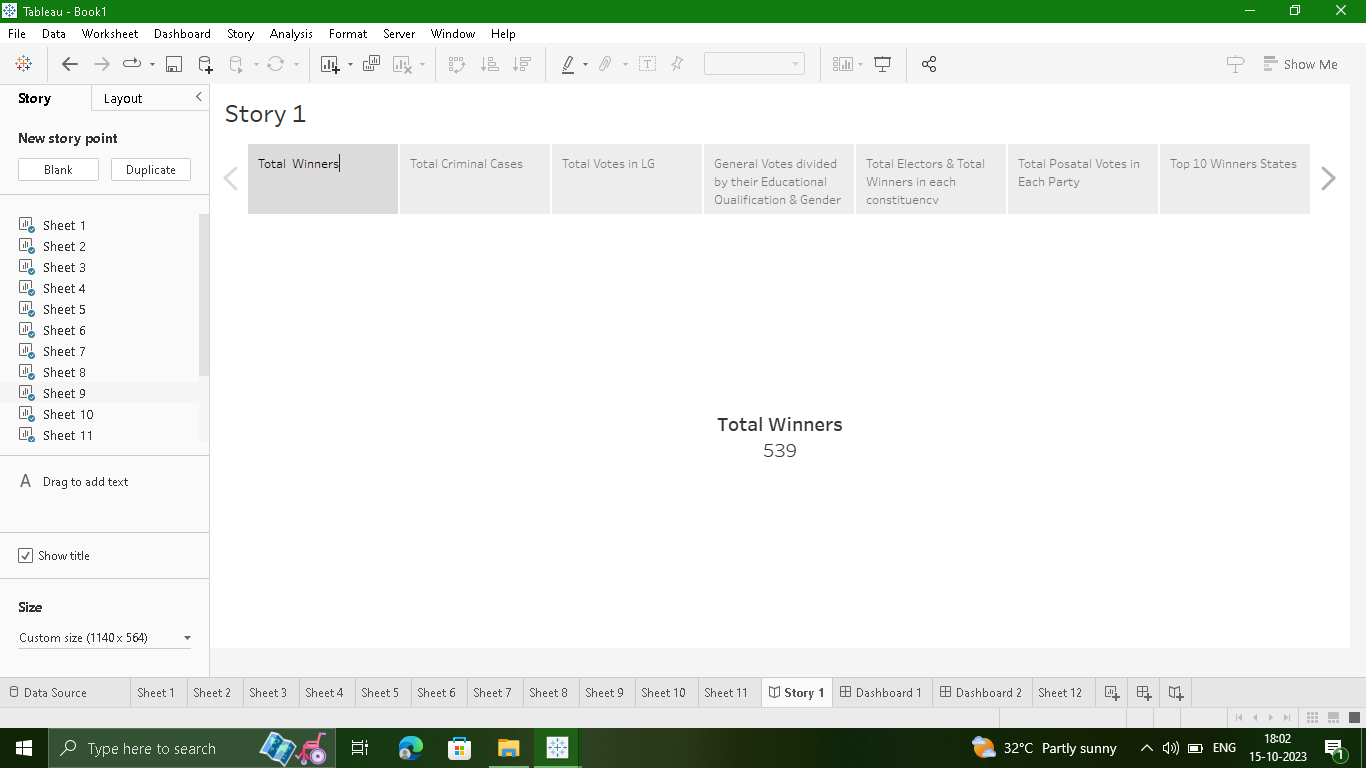 Tableau - Book1
File Data Worksheet Dashboard Story Analysis Format Server Window Help
Show Me
Story Layout
New story point
Blank Duplicate
Sheet 1
Sheet 2
Sheet 3
Sheet 4
Sheet 5
Sheet 6
Sheet 7
Sheet 8
Sheet 9
Sheet 10
Sheet 11
A Drag to add text
Show title
Size
Custom size (1140 x 564)
Story 1
Total Winners
Total Criminal Cases
Total Votes in LG
General Votes divided
by their Educational
Qualification & Gender
Total Electors & Total
Winners in each
constituency
Total Posatal Votes in
Each Party
Top 10 Winners States
Total Winners
539
Data Source Sheet 1 Sheet 2 Sheet 3 Sheet 4 Sheet 5 Sheet 6 Sheet 7 Sheet 8 Sheet 9 Sheet 10 Sheet 11 Story 1 Dashboard 1 Dashboard 2 Sheet 12
Type here to search
32°C Partly sunny
ENG
18:02
15-10-2023
1